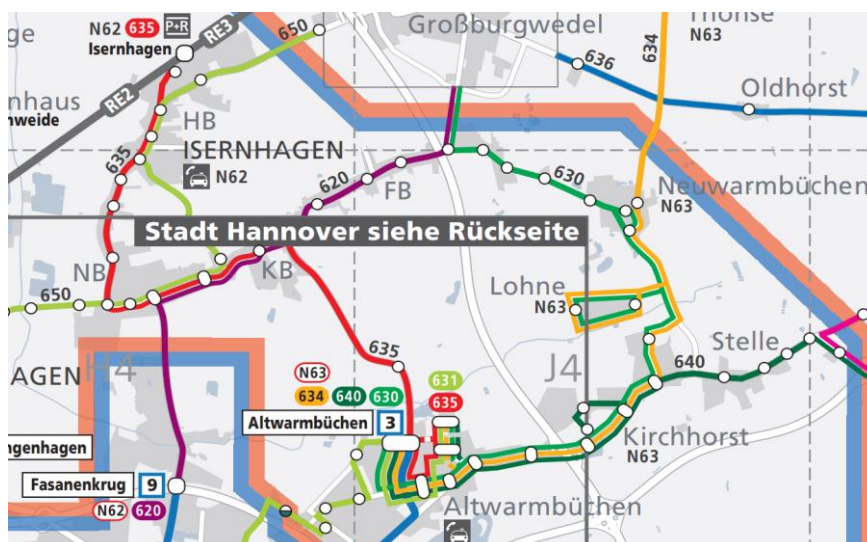 Großburgwedel
Thönse
N63
N62 635 P+R
Isernhagen
RE3
RE2
650
634
636
Oldhorst
HB
ISERNHAGEN
N62
635
620
FB
630
Neuwarmbüchen
N63
Stadt Hannover siehe Rückseite
NB
KB
650
Lohne
N63
Stelle
635
J4
640
H4
AGEN
N63
634 640 630
631
635
Altwarmbüchen 3
Kirchhorst
N63
ngenhagen
Fasanenkrug 9
N62 620
Altwarmbüchen